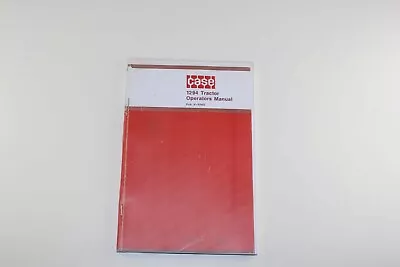 case
1294 Tractor
Operators Manual